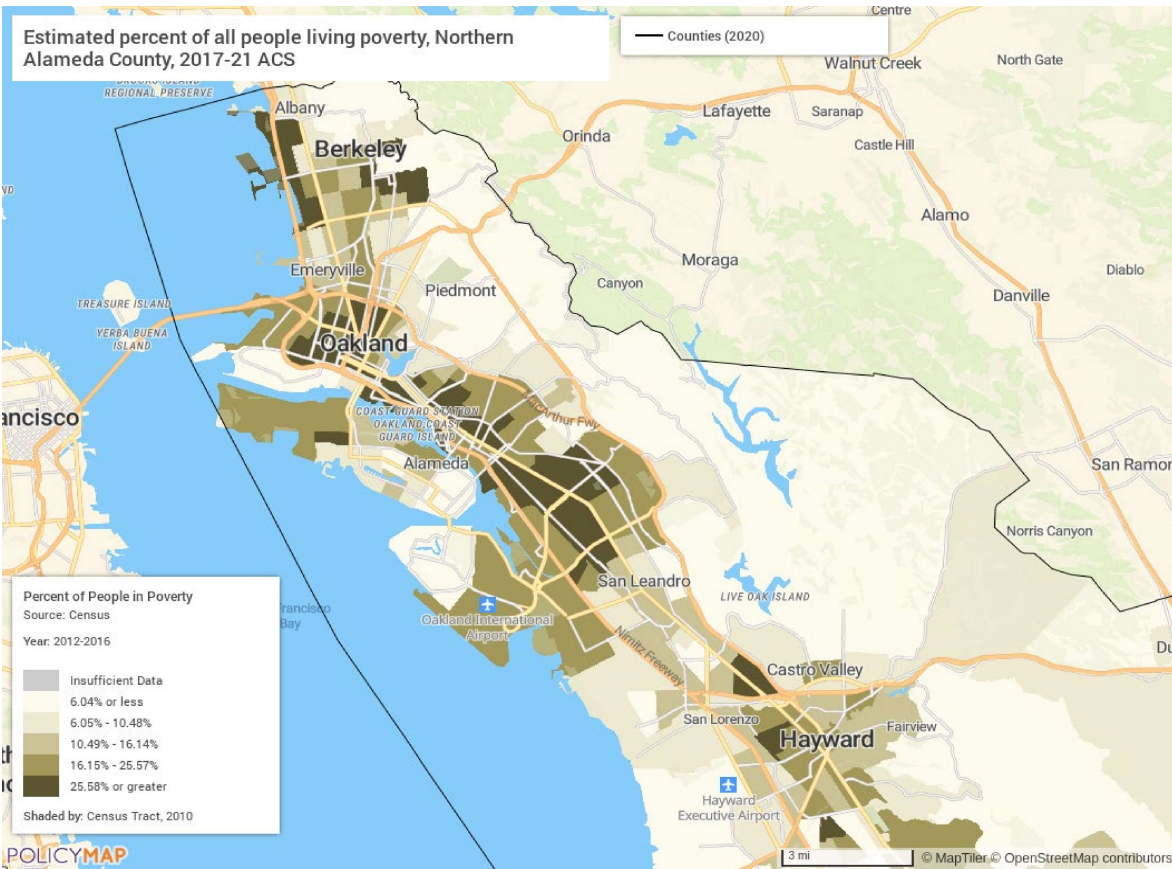 Estimated percent of all people living poverty, Northern
Alameda County, 2017-21 ACS
Counties (2020)
Centre
Walnut Creek
North Gate
REGIONAL PRESERVE
Albany
Lafayette
Saranap
Orinda
Castle Hill
Berkeley
ND
Alamo
Emeryville
Moraga
Diablo
Piedmont
Canyon
Danville
TREASURE ISLAND
YERBA BUENA
ISLAND
Oakland
MacArthur Fwy
ancisco
COAST GUARD STATION
OAKLAND COAST
GUARD ISLAND
Alameda
San Ramor
Norris Canyon
San Leandro
LIVE OAK ISLAND
Oakland International
Airport
Nimitz Freeway
Castro Valley
Du
San Lorenzo
Fairview
Hayward
Hayward
Executive Airport
Percent of People in Poverty
Source: Census
Year: 2012-2016
Insufficient Data
6.04% or less
6.05% - 10.48%
10.49% - 16.14%
16.15% - 25.57%
25.58% or greater
Shaded by: Census Tract, 2010
rancisco
Bay
POLICYMAP
3 mi
© MapTiler © OpenStreetMap contributors